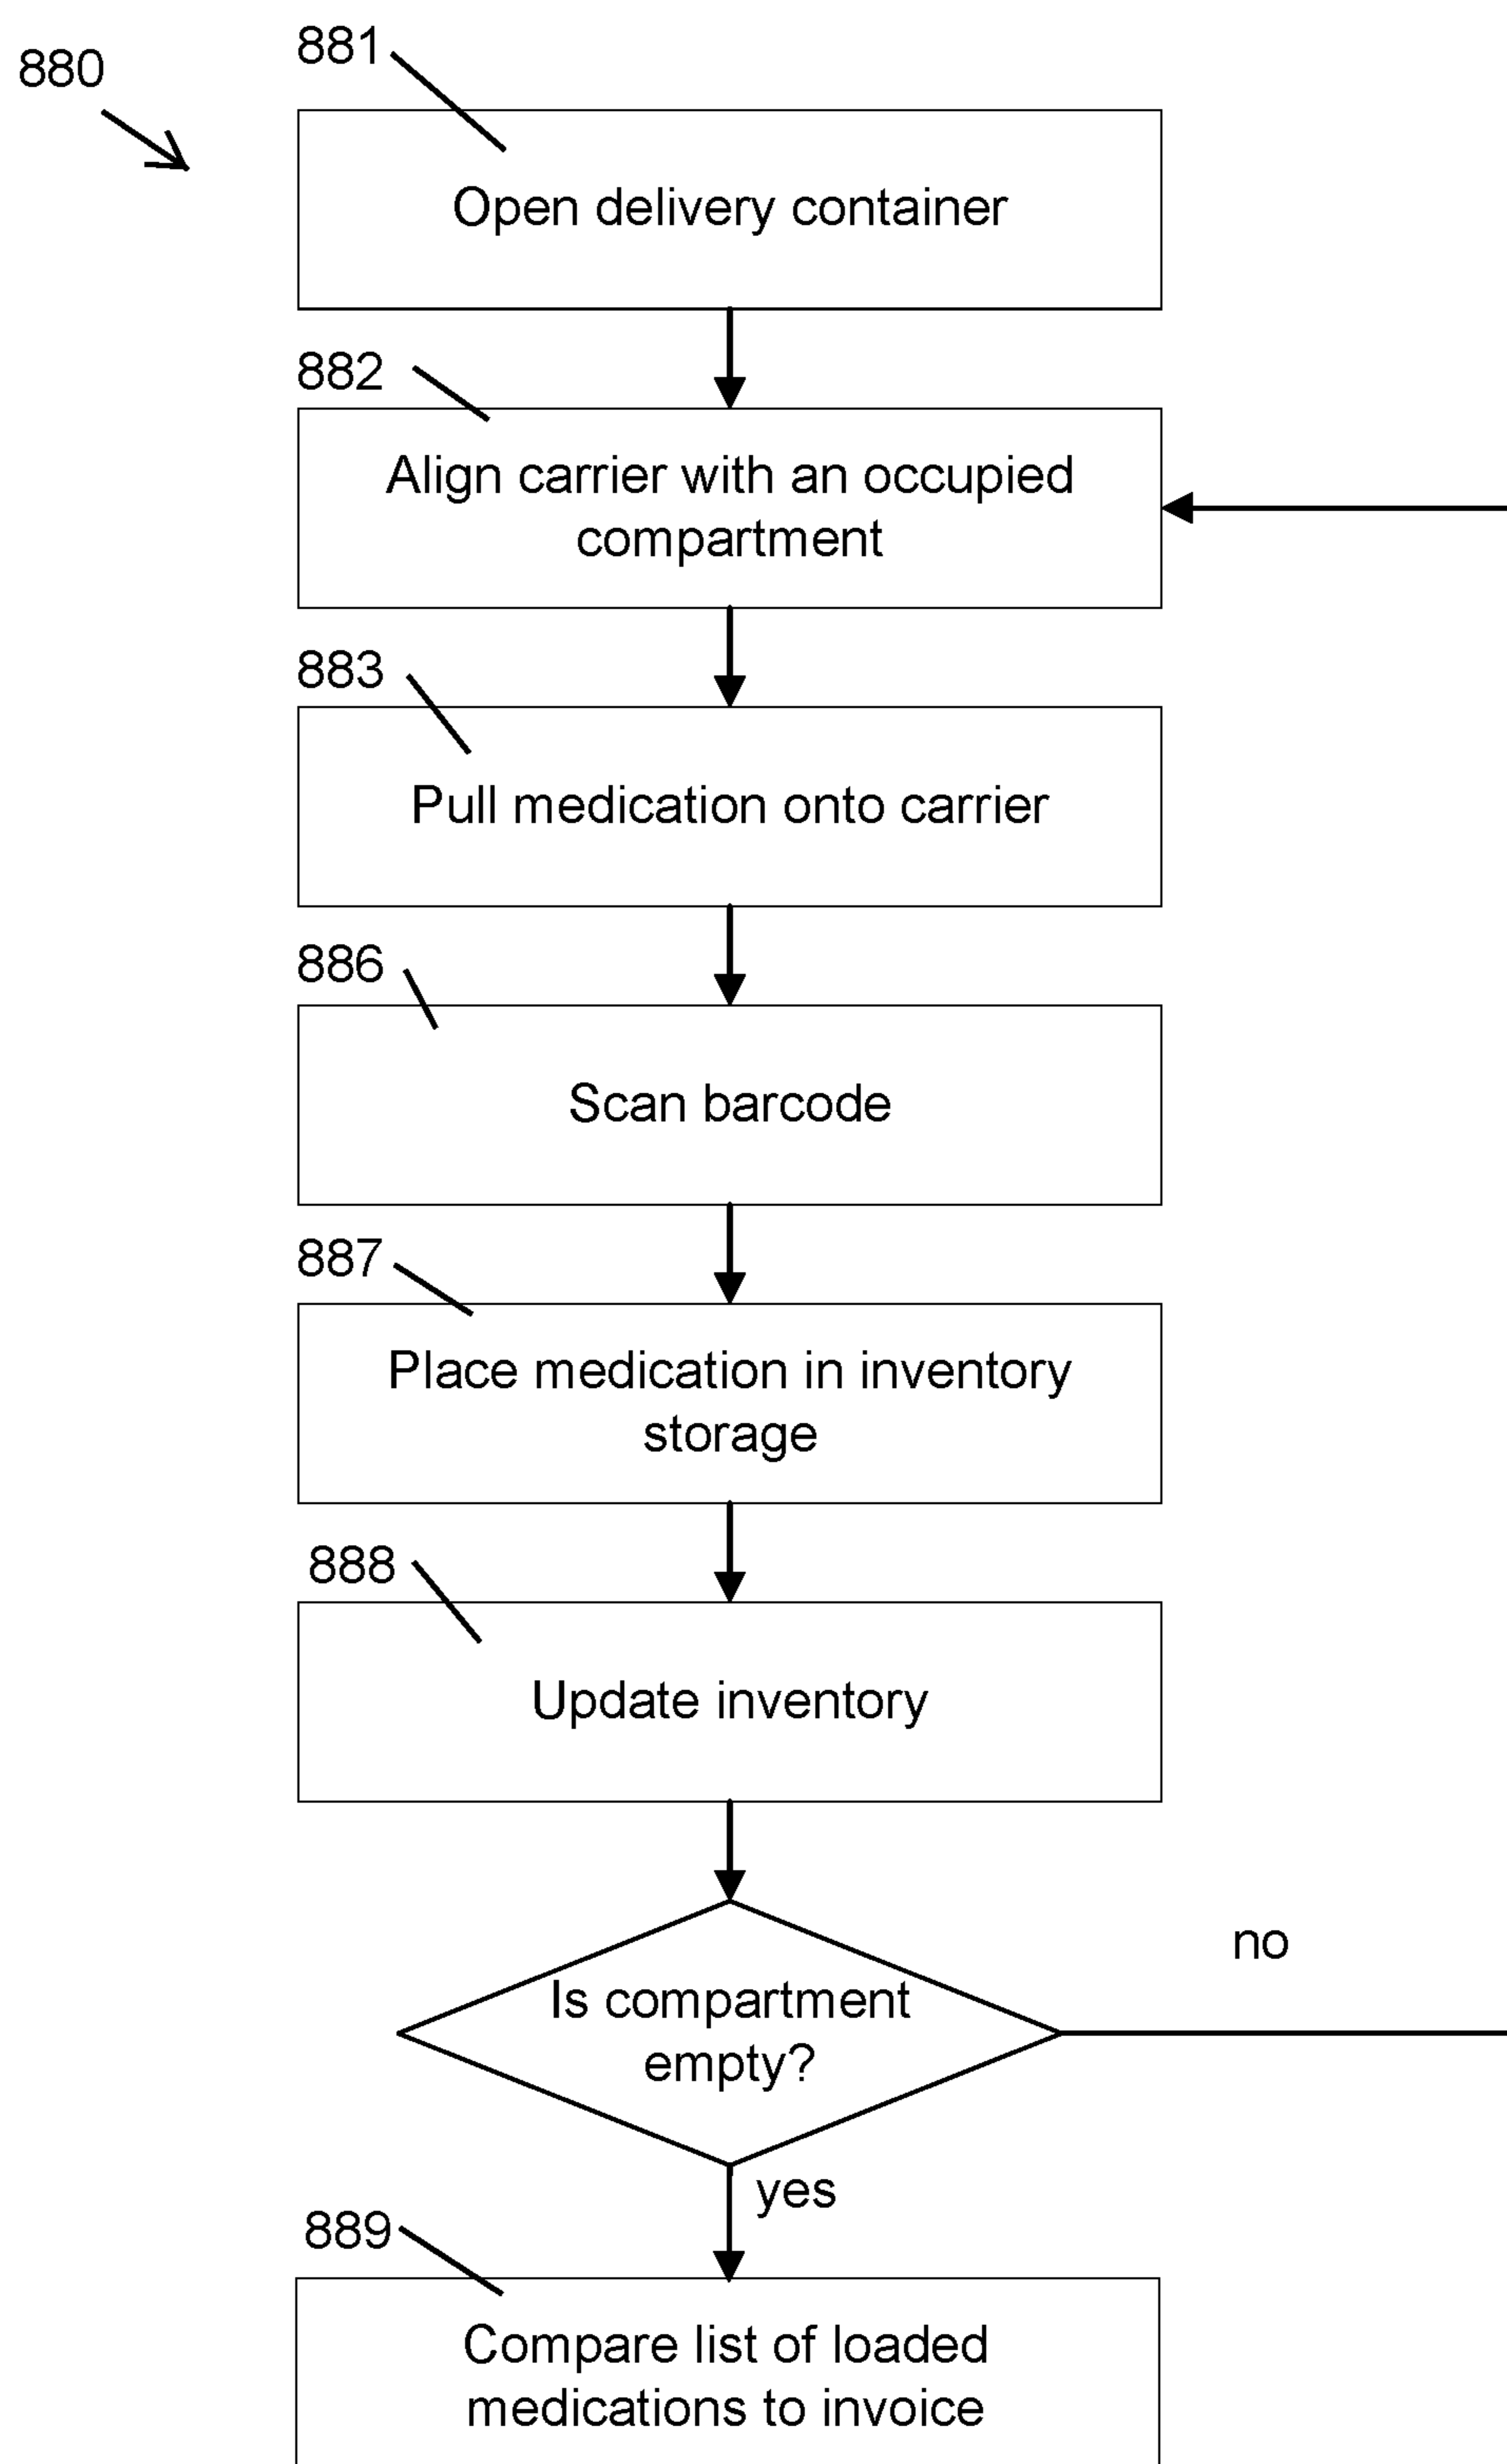 880
881
Open delivery container
882
Align carrier with an occupied
compartment
883
Pull medication onto carrier
886
Scan barcode
887
Place medication in inventory
storage
888
Update inventory
Is compartment
empty?
no
yes
889
Compare list of loaded
medications to invoice